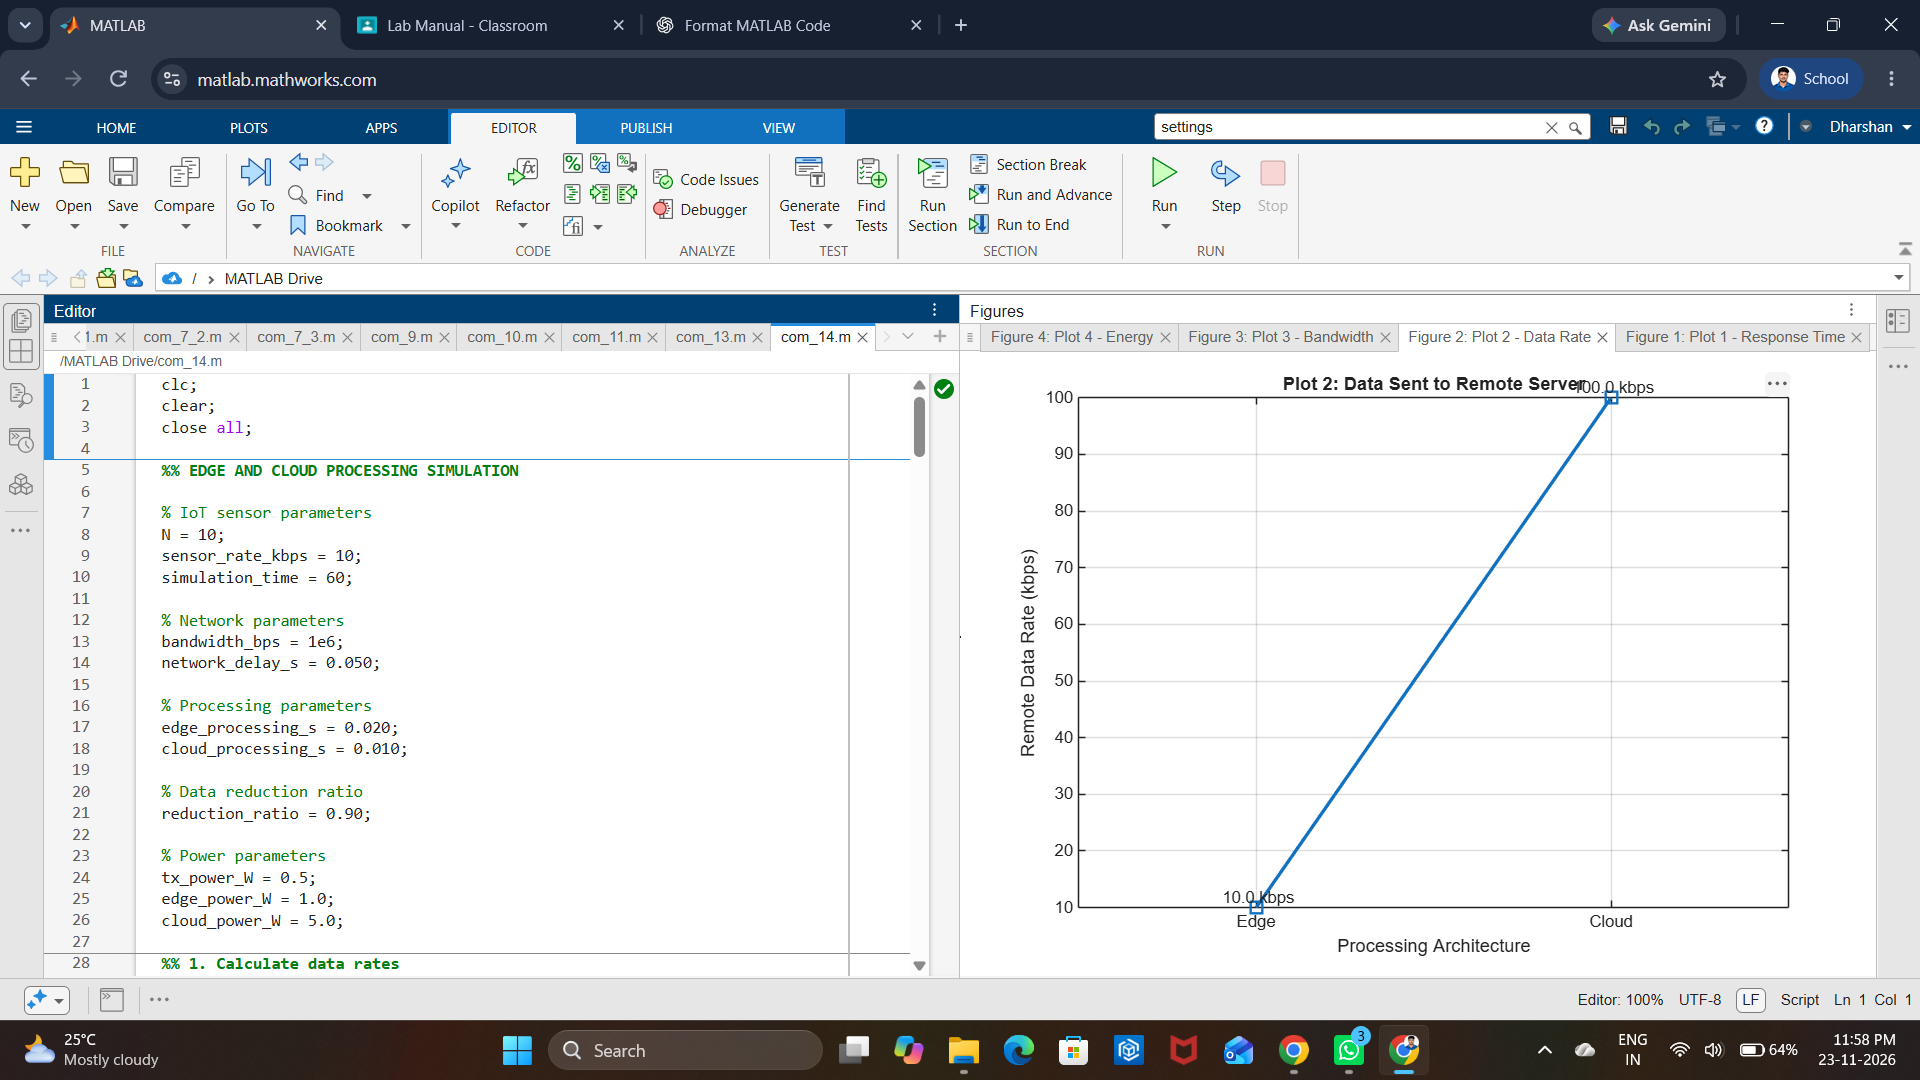 MATLAB
Lab Manual - Classroom
Format MATLAB Code
Ask Gemini
matlab.mathworks.com
School
HOME PLOTS APPS EDITOR PUBLISH VIEW
settings
Dharshan
New Open Save Compare
FILE
Go To
Find
Bookmark
NAVIGATE
Copilot Refactor
CODE
Code Issues
Debugger
ANALYZE
Generate Test
Find Tests
TEST
Run Section
Section Break
Run and Advance
Run to End
SECTION
Run Step Stop
RUN
/ › MATLAB Drive
Editor
1.m com_7_2.m com_7_3.m com_9.m com_10.m com_11.m com_13.m com_14.m
/MATLAB Drive/com_14.m
1 clc;
2 clear;
3 close all;
4
5 %% EDGE AND CLOUD PROCESSING SIMULATION
6
7 % IoT sensor parameters
8 N = 10;
9 sensor_rate_kbps = 10;
10 simulation_time = 60;
11
12 % Network parameters
13 bandwidth_bps = 1e6;
14 network_delay_s = 0.050;
15
16 % Processing parameters
17 edge_processing_s = 0.020;
18 cloud_processing_s = 0.010;
19
20 % Data reduction ratio
21 reduction_ratio = 0.90;
22
23 % Power parameters
24 tx_power_W = 0.5;
25 edge_power_W = 1.0;
26 cloud_power_W = 5.0;
27
28 %% 1. Calculate data rates
Figures
Figure 4: Plot 4 - Energy
Figure 3: Plot 3 - Bandwidth
Figure 2: Plot 2 - Data Rate
Figure 1: Plot 1 - Response Time
Plot 2: Data Sent to Remote Server
100.0 kbps
100
90
80
70
60
50
40
30
20
10
Remote Data Rate (kbps)
10.0 kbps
Edge Cloud
Processing Architecture
Editor: 100% UTF-8 LF Script Ln 1 Col 1
25°C
Mostly cloudy
Search
3
ENG
IN
64%
11:58 PM
23-11-2026